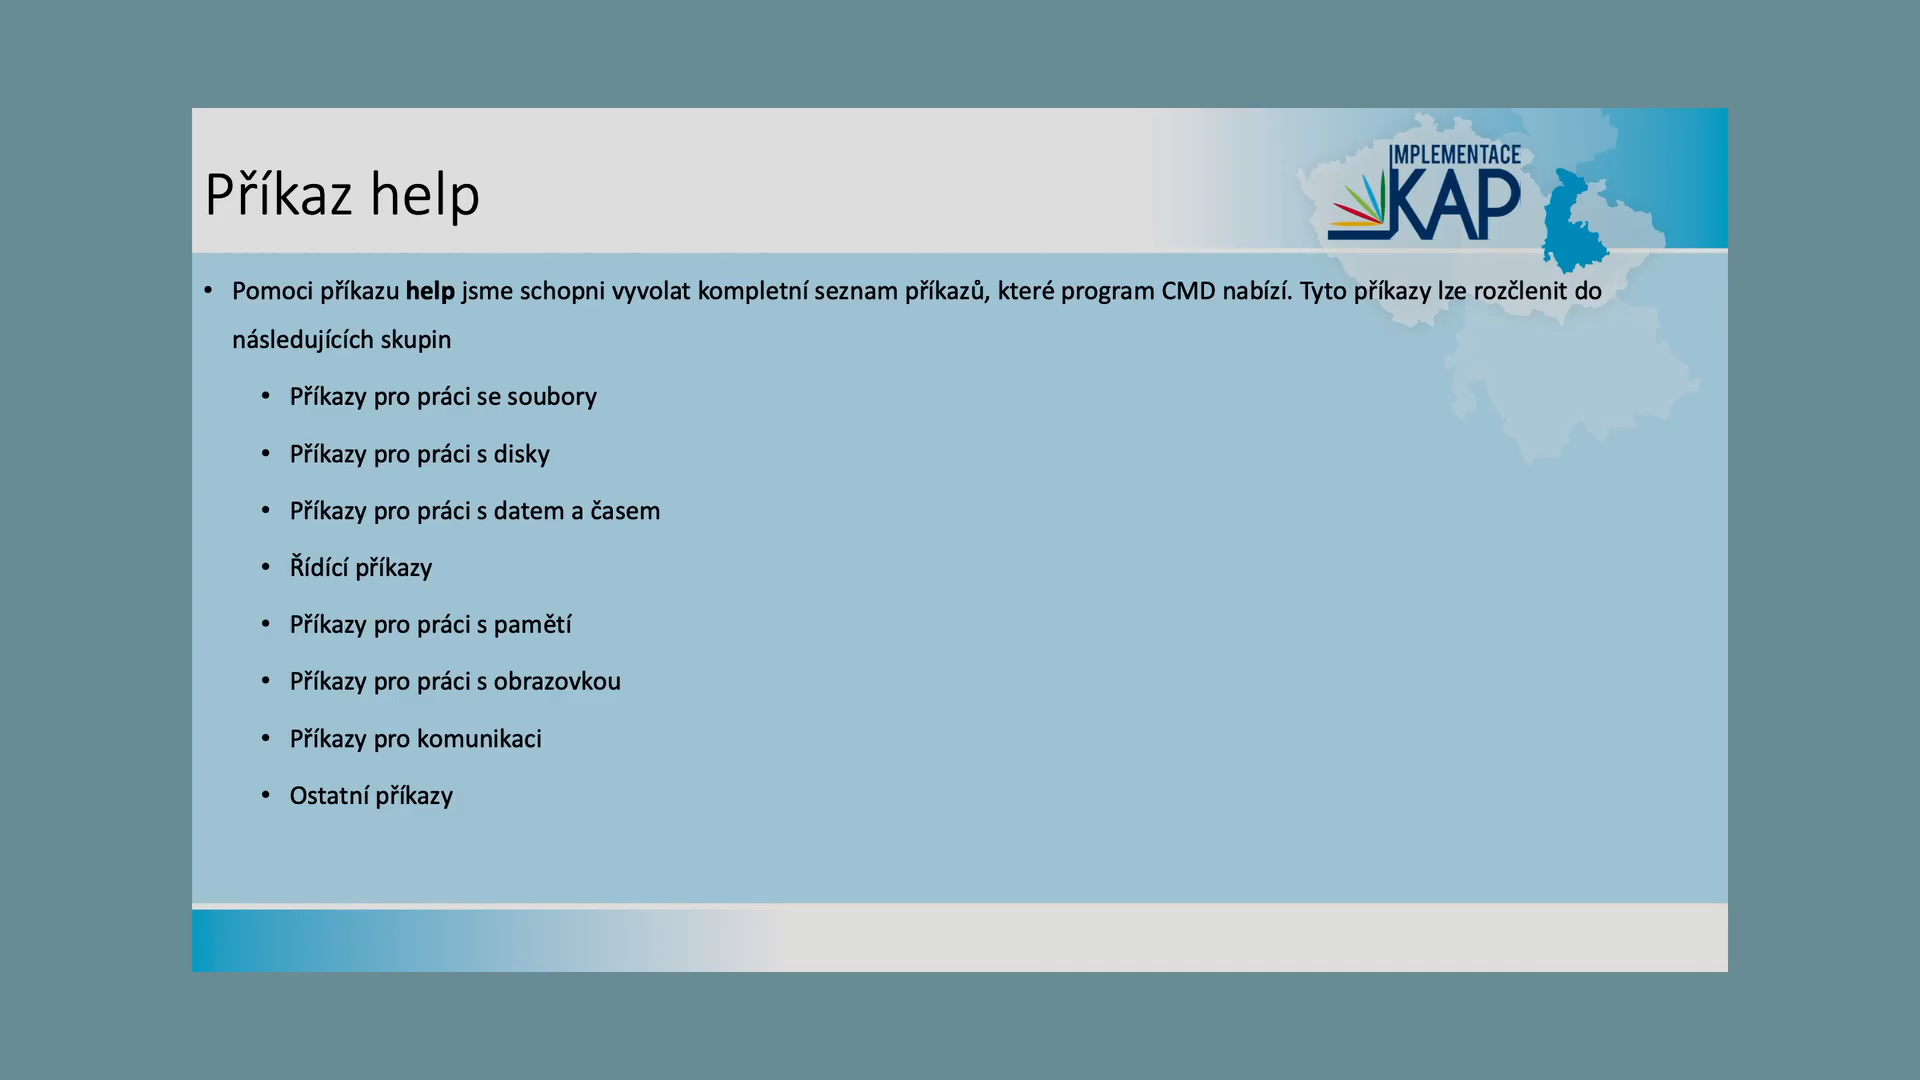 Příkaz help
IMPLEMENTACE
KAP
• Pomoci příkazu help jsme schopni vyvolat kompletní seznam příkazů, které program CMD nabízí. Tyto příkazy lze rozčlenit do
následujících skupin
• Příkazy pro práci se soubory
• Příkazy pro práci s disky
• Příkazy pro práci s datem a časem
• Řídící příkazy
• Příkazy pro práci s pamětí
• Příkazy pro práci s obrazovkou
• Příkazy pro komunikaci
• Ostatní příkazy